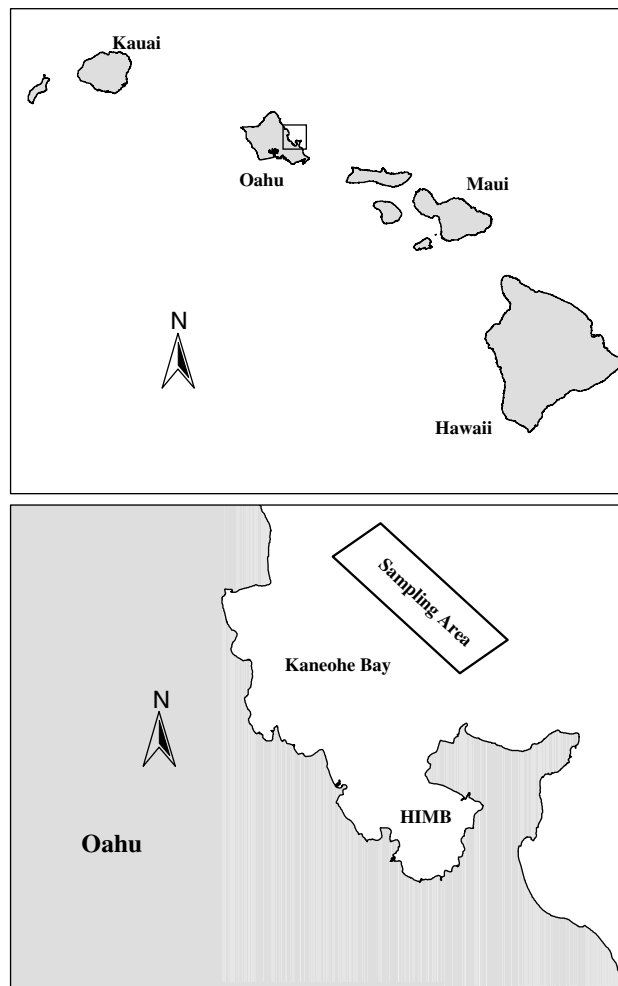 Kauai
Oahu
Maui
N
Hawaii
Sampling Area
Kaneohe Bay
N
HIMB
Oahu